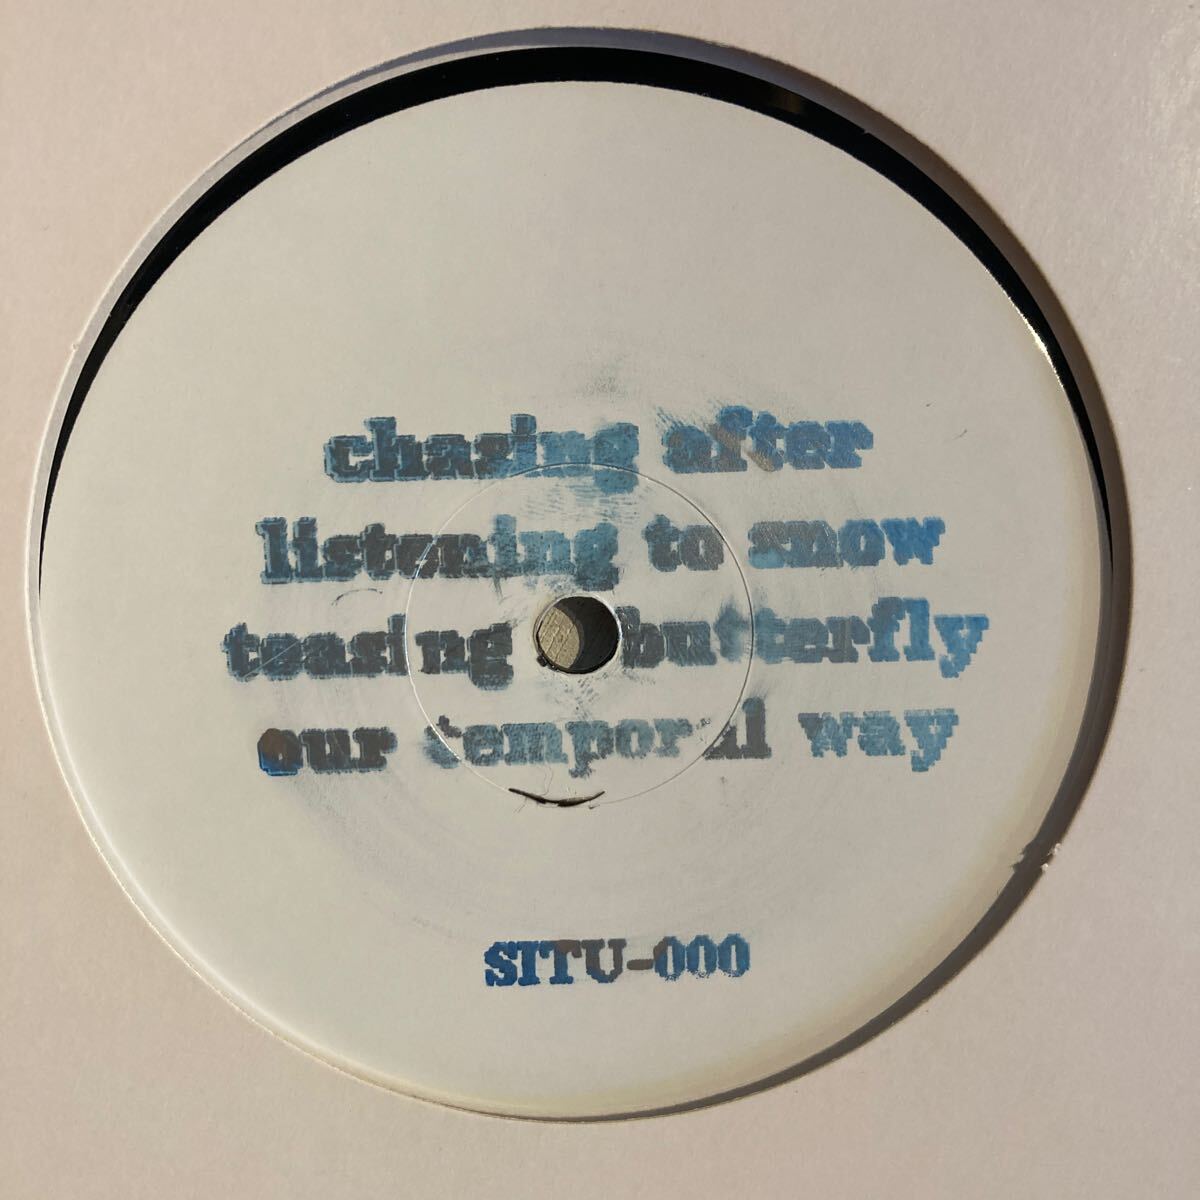 chasing after
listening to snow
teasing butterfly
our temporal way
SITU-000